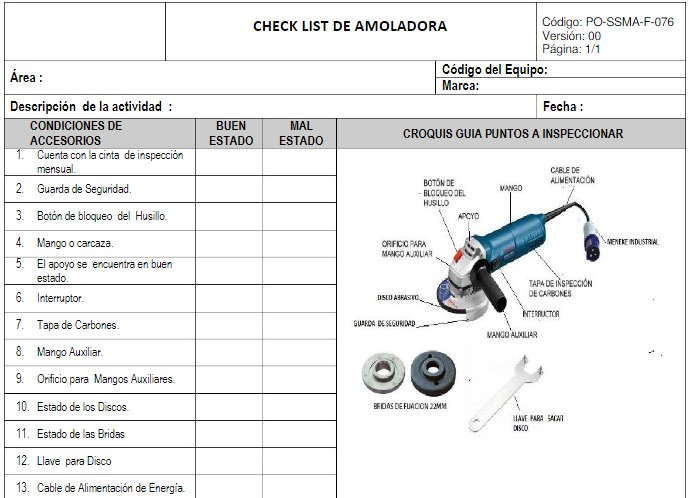 CHECK LIST DE AMOLADORA
Código: PO-SSMA-F-076
Versión: 00
Página: 1/1
Área :
Código del Equipo:
Marca:
Descripción de la actividad :
Fecha :
CONDICIONES DE
ACCESORIOS
BUEN
ESTADO
MAL
ESTADO
CROQUIS GUIA PUNTOS A INSPECCIONAR
1. Cuenta con la cinta de inspección
mensual.
2. Guarda de Seguridad.
3. Botón de bloqueo del Husillo.
4. Mango o carcaza.
5. El apoyo se encuentra en buen
estado.
6. Interruptor.
7. Tapa de Carbones.
8. Mango Auxiliar.
9. Orificio para Mangos Auxiliares.
10. Estado de los Discos.
11. Estado de las Bridas
12. Llave para Disco
13. Cable de Alimentación de Energía.
CABLE DE
ALIMENTACIÓN
BOTÓN DE
BLOQUEO DEL
HUSILLO
MANGO
APOYO
ORIFICIO PARA
MANGO AUXILIAR
MENEKE INDUSTRIAL
TAPA DE INSPECCIÓN
DE CARBONES
DISCO ABRASIVO
INTERRUPTOR
GUARDA DE SEGURIDAD
MANGO AUXILIAR
BRIDAS DE FIJACION 22MM
LLAVE PARA SACAR
DISCO